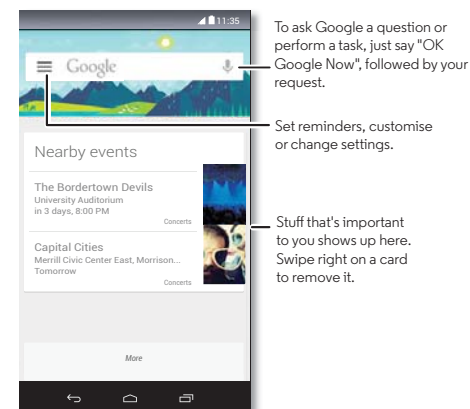 11:35
Google
Nearby events
The Bordertown Devils
University Auditorium
in 3 days, 8:00 PM
Concerts
Capital Cities
Merrill Civic Center East, Morrison...
Tomorrow
Concerts
More
To ask Google a question or
perform a task, just say "OK
Google Now", followed by your
request.
Set reminders, customise
or change settings.
Stuff that's important
to you shows up here.
Swipe right on a card
to remove it.